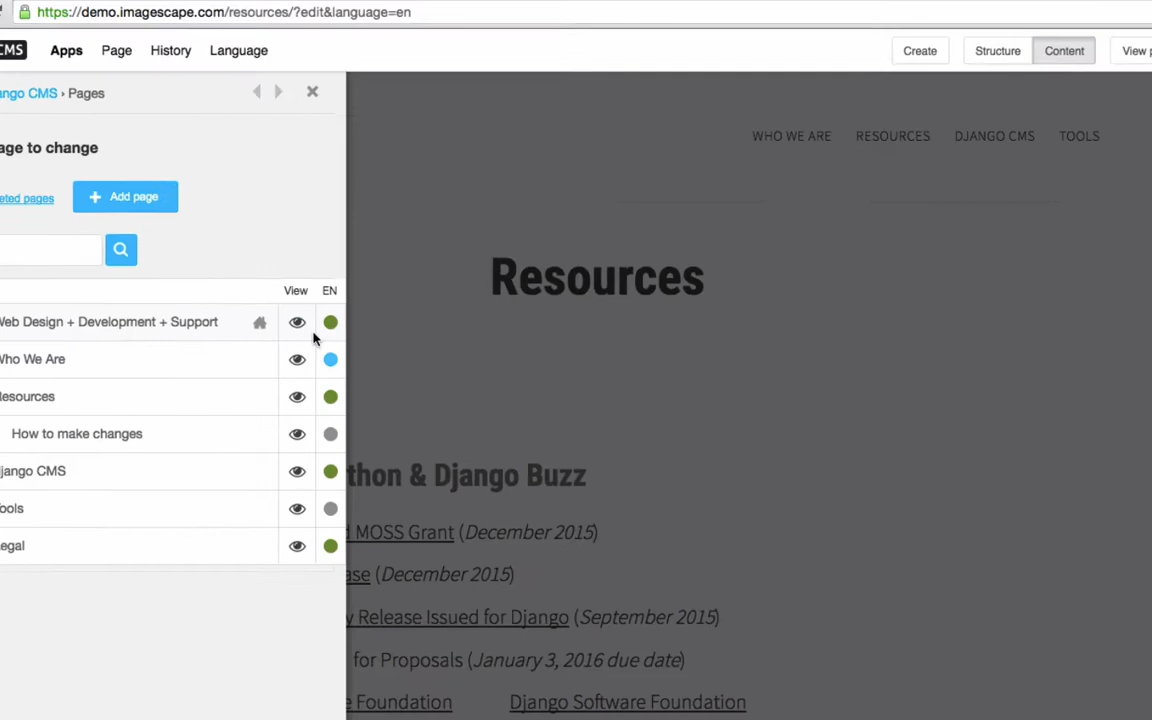 https://demo.imagescape.com/resources/?edit&language=en
CMS Apps Page History Language Create Structure Content View p
ango CMS › Pages
WHO WE ARE RESOURCES DJANGO CMS TOOLS
age to change
eted pages
Add page
View EN
Resources
Web Design + Development + Support
Who We Are
Resources
How to make changes
jango CMS
thon & Django Buzz
ools
d MOSS Grant (December 2015)
egal
ase (December 2015)
y Release Issued for Django (September 2015)
for Proposals (January 3, 2016 due date)
e Foundation Django Software Foundation